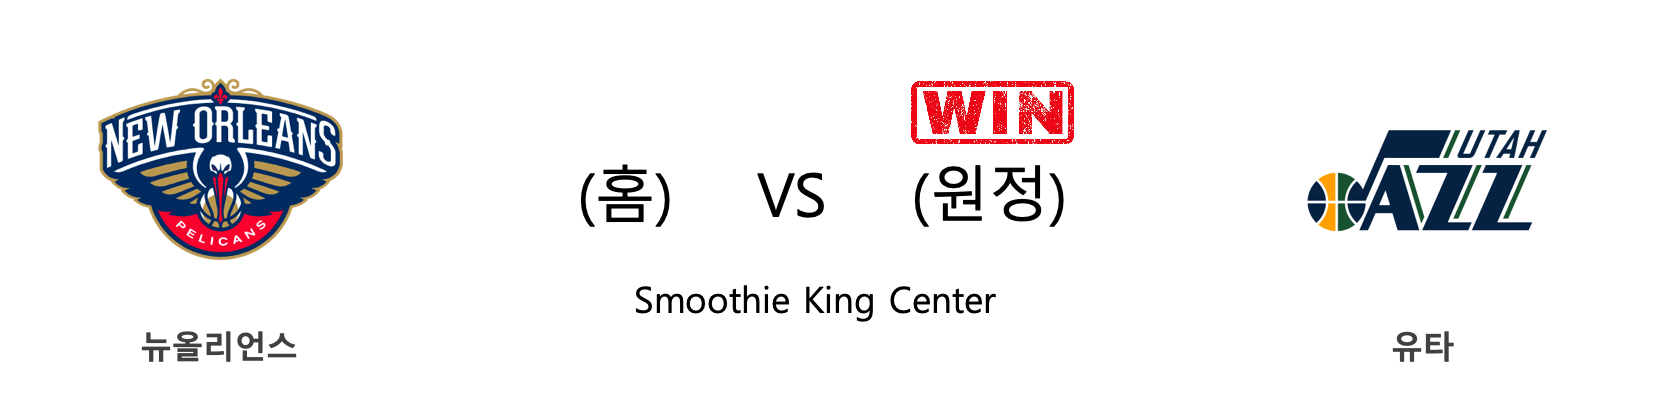 NEW ORLEANS
PELICANS
WIN
(홈) VS (원정)
UTAH
JAZZ
Smoothie King Center
뉴올리언스
유타